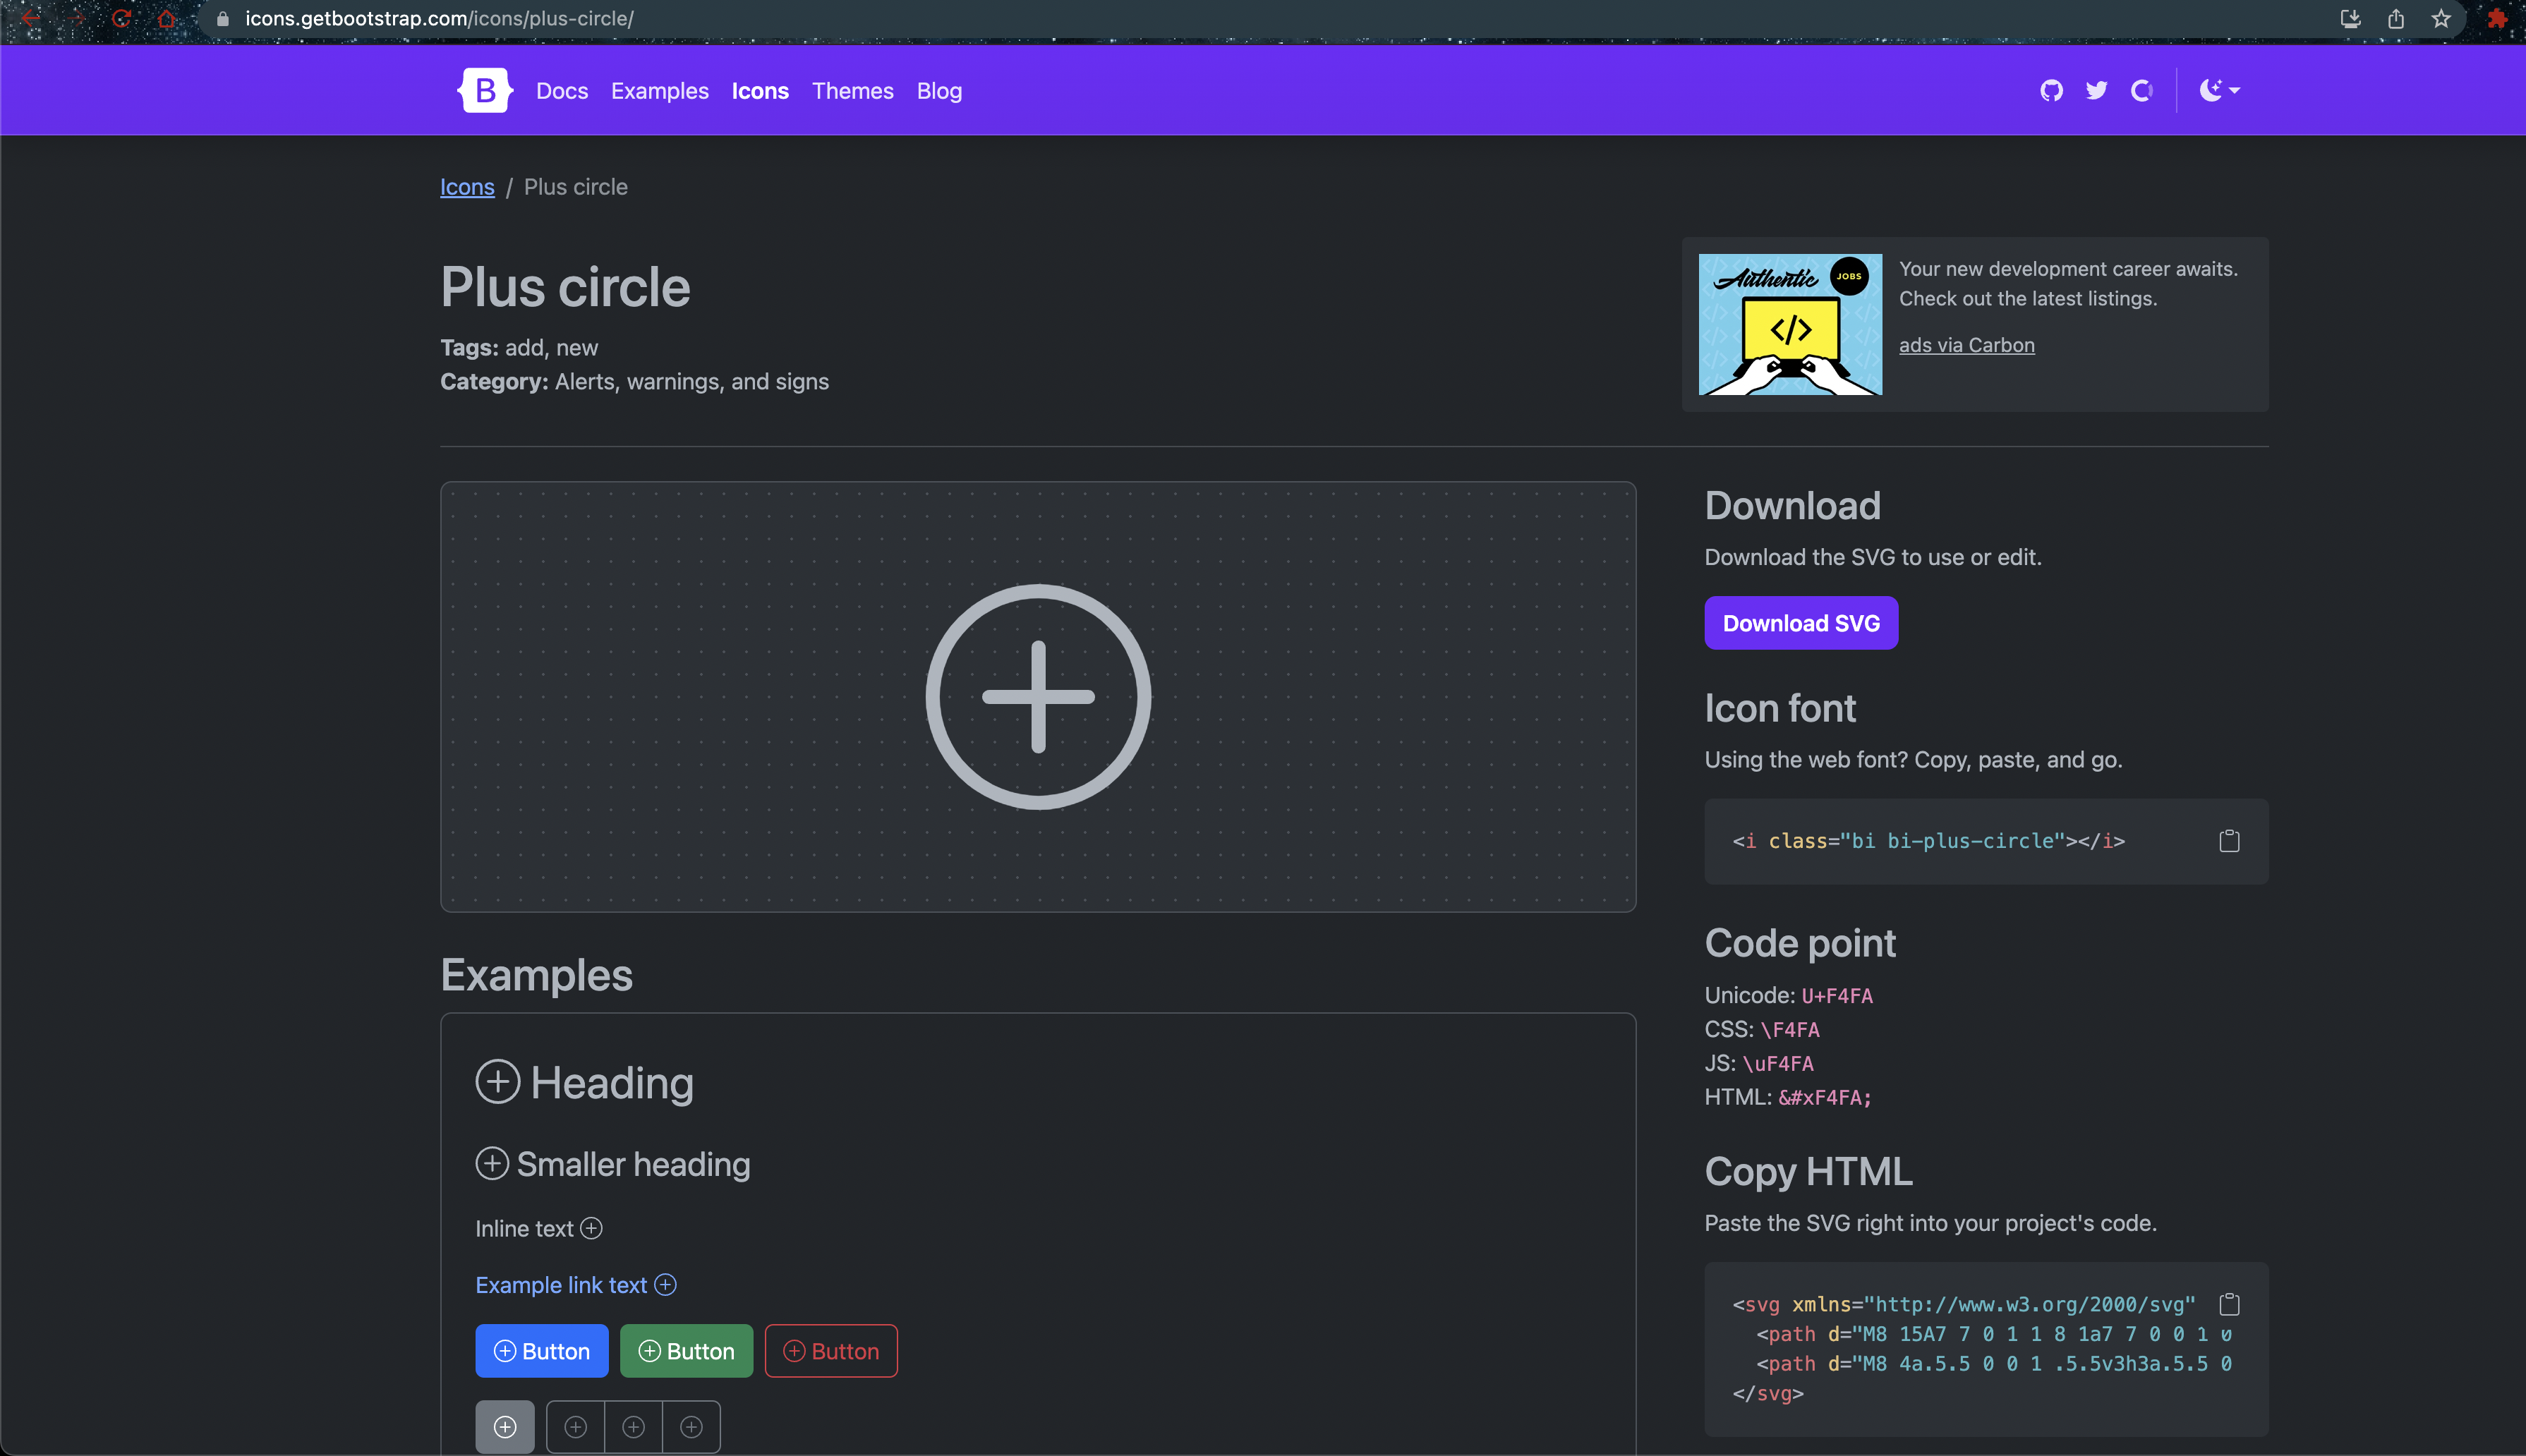 icons.getbootstrap.com/icons/plus-circle/
B Docs Examples Icons Themes Blog
Icons / Plus circle
Plus circle
Tags: add, new
Category: Alerts, warnings, and signs
Authentic JOBS
</>
Your new development career awaits.
Check out the latest listings.
ads via Carbon
Download
Download the SVG to use or edit.
Download SVG
Icon font
Using the web font? Copy, paste, and go.
<i class="bi bi-plus-circle"></i>
Code point
Unicode: U+F4FA
CSS: \F4FA
JS: \uF4FA
HTML: &#xF4FA;
Copy HTML
Paste the SVG right into your project's code.
<svg xmlns="http://www.w3.org/2000/svg"
<path d="M8 15A7 7 0 1 1 8 1a7 7 0 0 1 0
<path d="M8 4a.5.5 0 0 1 .5.5v3h3a.5.5 0
</svg>
Examples
Heading
Smaller heading
Inline text
Example link text
Button Button Button